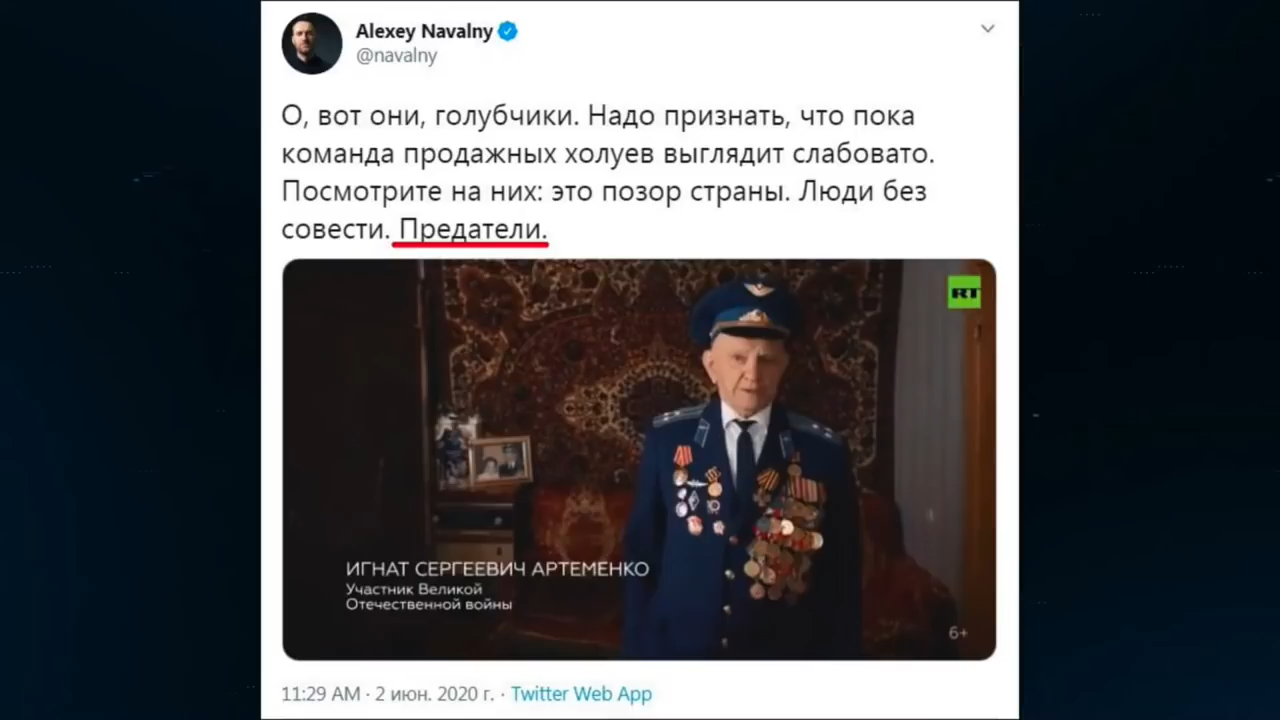 Alexey Navalny
@navalny
О, вот они, голубчики. Надо признать, что пока
команда продажных холуев выглядит слабовато.
Посмотрите на них: это позор страны. Люди без
совести. Предатели.
RT
ИГНАТ СЕРГЕЕВИЧ АРТЕМЕНКО
Участник Великой
Отечественной войны
6+
11:29 AM · 2 июн. 2020 г. · Twitter Web App